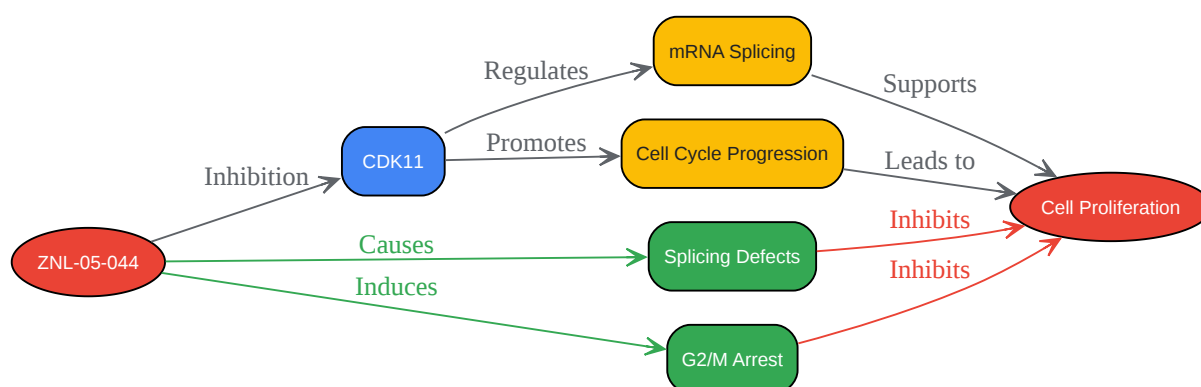 mRNA Splicing
Regulates
Supports
CDK11
Promotes
Cell Cycle Progression
Leads to
Inhibition
Cell Proliferation
Inhibits
ZNL-05-044
Causes
Splicing Defects
Inhibits
Induces
G2/M Arrest